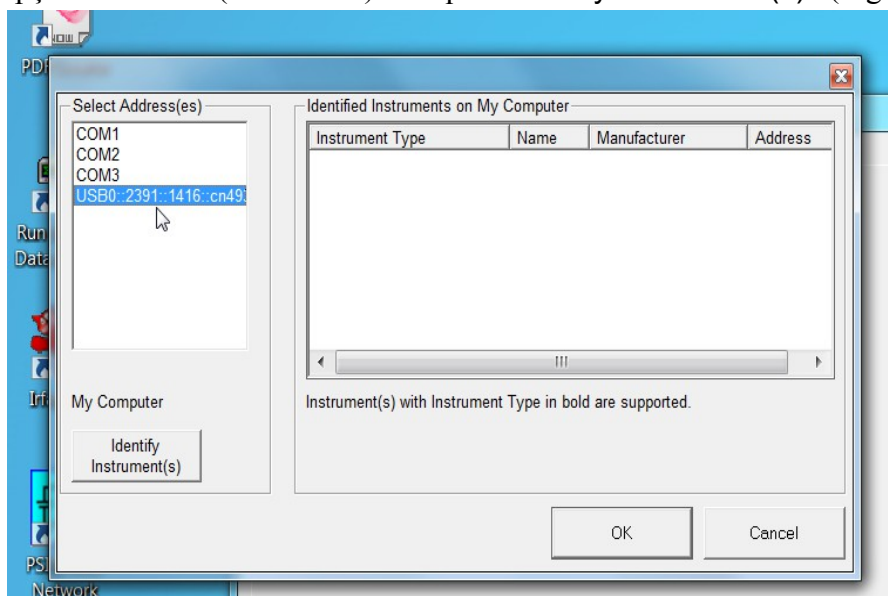 NOW
PD
Select Address(es)
Identified Instruments on My Computer
COM1
COM2
COM3
USB0::2391::1416::cn49
Instrument Type Name Manufacturer Address
Run
Data
My Computer
Instrument(s) with Instrument Type in bold are supported.
Identify
Instrument(s)
OK
Cancel
PSI
Network